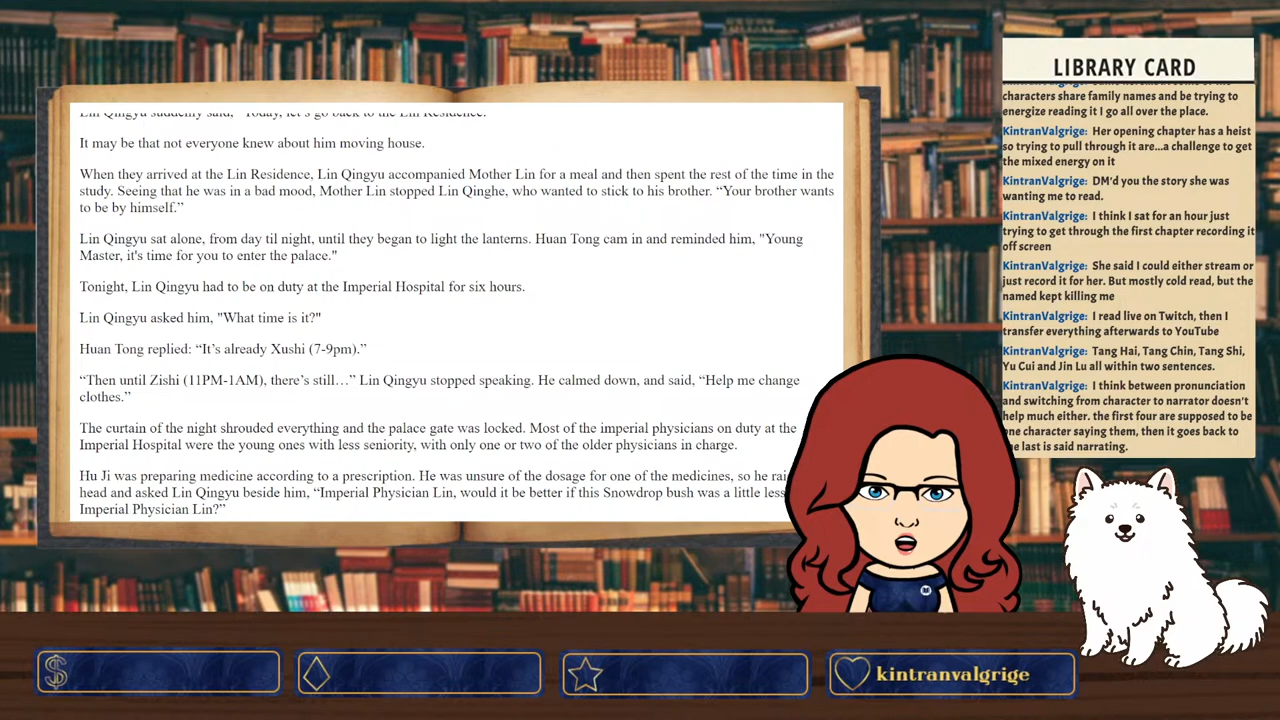 Lin Qingyu suddenly said, "Today, let's go back to the Lin Residence."
It may be that not everyone knew about him moving house.
When they arrived at the Lin Residence, Lin Qingyu accompanied Mother Lin for a meal and then spent the rest of the time in the
study. Seeing that he was in a bad mood, Mother Lin stopped Lin Qinghe, who wanted to stick to his brother. “Your brother wants
to be by himself.”
Lin Qingyu sat alone, from day til night, until they began to light the lanterns. Huan Tong cam in and reminded him, "Young
Master, it's time for you to enter the palace."
Tonight, Lin Qingyu had to be on duty at the Imperial Hospital for six hours.
Lin Qingyu asked him, "What time is it?"
Huan Tong replied: “It’s already Xushi (7-9pm).”
“Then until Zishi (11PM-1AM), there’s still…” Lin Qingyu stopped speaking. He calmed down, and said, “Help me change
clothes.”
The curtain of the night shrouded everything and the palace gate was locked. Most of the imperial physicians on duty at the
Imperial Hospital were the young ones with less seniority, with only one or two of the older physicians in charge.
Hu Ji was preparing medicine according to a prescription. He was unsure of the dosage for one of the medicines, so he rai
head and asked Lin Qingyu beside him, “Imperial Physician Lin, would it be better if this Snowdrop bush was a little less
Imperial Physician Lin?”
LIBRARY CARD
characters share family names and be trying to
energize reading it I go all over the place.
KintranValgrige: Her opening chapter has a heist
so trying to pull through it are...a challenge to get
the mixed energy on it
KintranValgrige: DM'd you the story she was
wanting me to read.
KintranValgrige: I think I sat for an hour just
trying to get through the first chapter recording it
off screen
KintranValgrige: She said I could either stream or
just record it for her. But mostly cold read, but the
named kept killing me
KintranValgrige: I read live on Twitch, then I
transfer everything afterwards to YouTube
KintranValgrige: Tang Hai, Tang Chin, Tang Shi,
Yu Cui and Jin Lu all within two sentences.
KintranValgrige: I think between pronunciation
and switching from character to narrator doesn't
help much either. the first four are supposed to be
one character saying them, then it goes back to
the last is said narrating.
M
$
kintranvalgrige